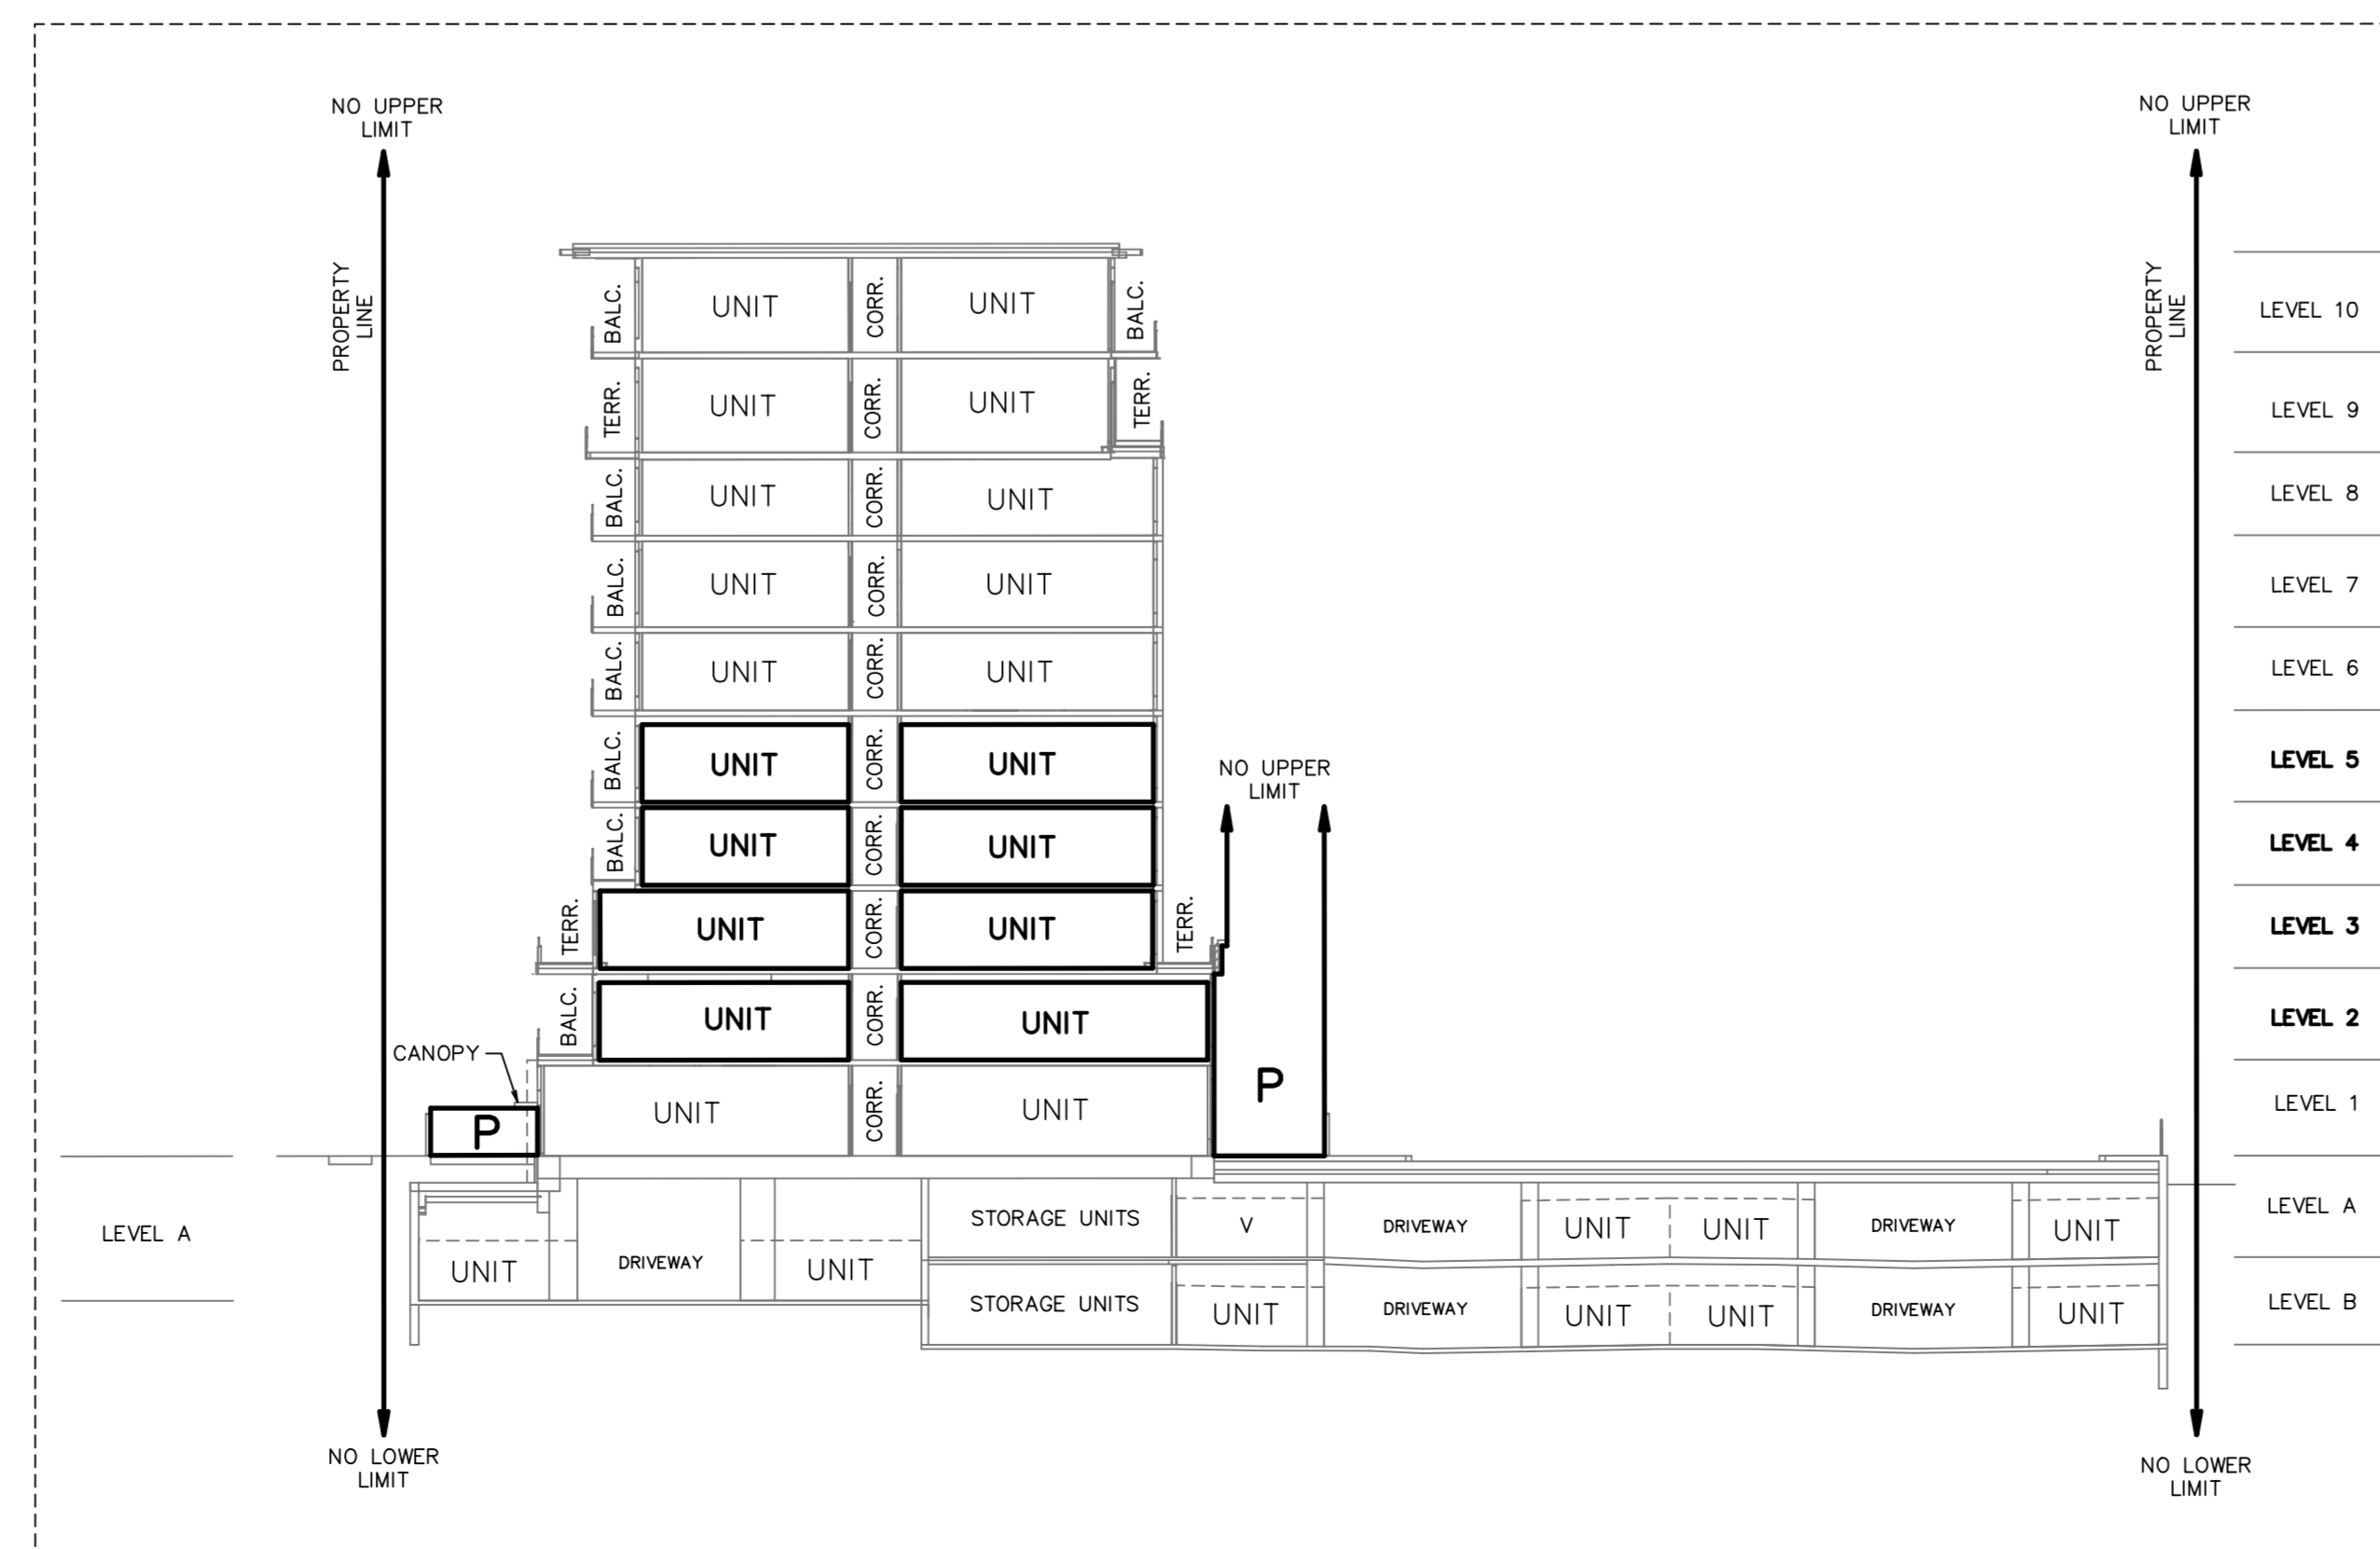 NO UPPER
LIMIT
NO UPPER
LIMIT
PROPERTY
LINE
PROPERTY
LINE
BALC.
UNIT
CORR.
UNIT
BALC.
LEVEL 10
TERR.
UNIT
CORR.
UNIT
TERR.
LEVEL 9
BALC.
UNIT
CORR.
UNIT
LEVEL 8
BALC.
UNIT
CORR.
UNIT
LEVEL 7
BALC.
UNIT
CORR.
UNIT
LEVEL 6
BALC.
UNIT
CORR.
UNIT
LEVEL 5
NO UPPER
LIMIT
BALC.
UNIT
CORR.
UNIT
LEVEL 4
TERR.
UNIT
CORR.
UNIT
TERR.
LEVEL 3
BALC.
UNIT
CORR.
UNIT
LEVEL 2
CANOPY
P
UNIT
CORR.
UNIT
P
LEVEL 1
LEVEL A
UNIT
DRIVEWAY
UNIT
STORAGE UNITS
V
DRIVEWAY
UNIT
UNIT
DRIVEWAY
UNIT
LEVEL A
STORAGE UNITS
UNIT
DRIVEWAY
UNIT
UNIT
DRIVEWAY
UNIT
LEVEL B
NO LOWER
LIMIT
NO LOWER
LIMIT